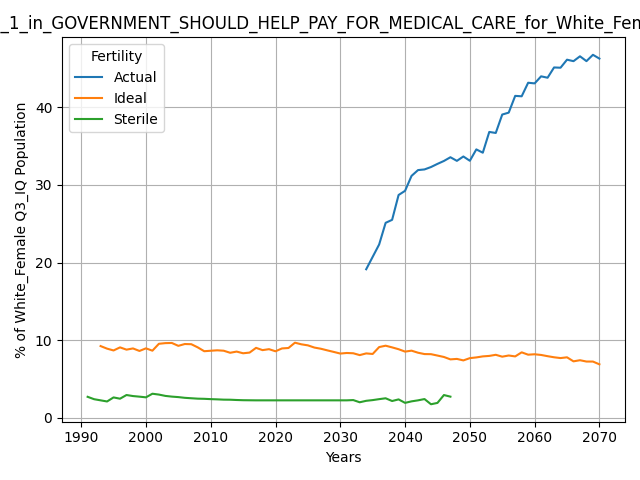 _1_in_GOVERNMENT_SHOULD_HELP_PAY_FOR_MEDICAL_CARE_for_White_Fem
Fertility
Actual
Ideal
Sterile
% of White_Female Q3_IQ Population
40
30
20
10
0
1990 2000 2010 2020 2030 2040 2050 2060 2070
Years